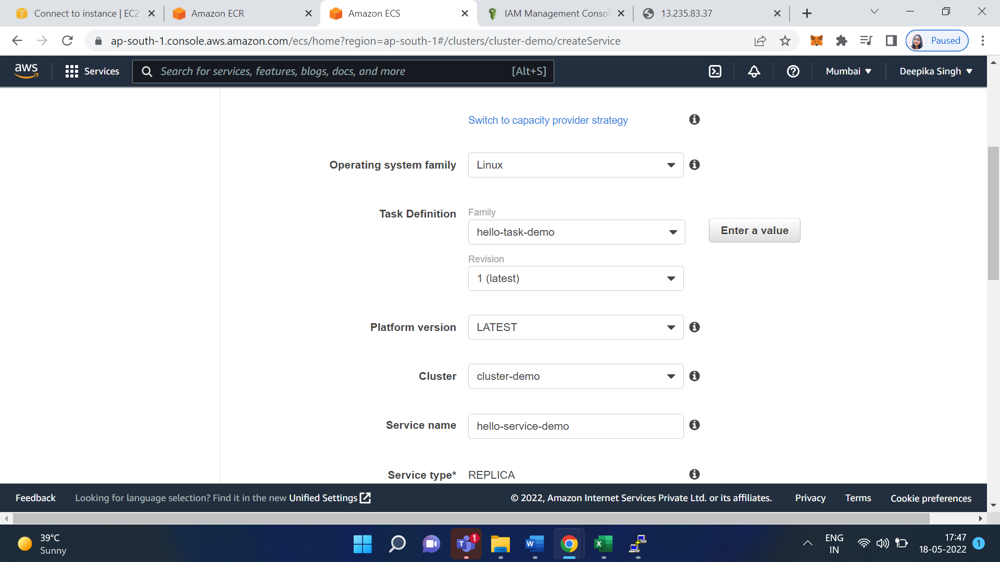 Connect to instance | EC2
Amazon ECR
Amazon ECS
IAM Management Consol
13.235.83.37
ap-south-1.console.aws.amazon.com/ecs/home?region=ap-south-1#/clusters/cluster-demo/createService
Paused
aws
Services
Search for services, features, blogs, docs, and more
[Alt+S]
Mumbai
Deepika Singh
Switch to capacity provider strategy
Operating system family
Linux
Task Definition
Family
hello-task-demo
Enter a value
Revision
1 (latest)
Platform version
LATEST
Cluster
cluster-demo
Service name
hello-service-demo
Service type*
REPLICA
Feedback
Looking for language selection? Find it in the new Unified Settings
© 2022, Amazon Internet Services Private Ltd. or its affiliates.
Privacy
Terms
Cookie preferences
39°C
Sunny
T
1
W
X
ENG
IN
17:47
18-05-2022
1